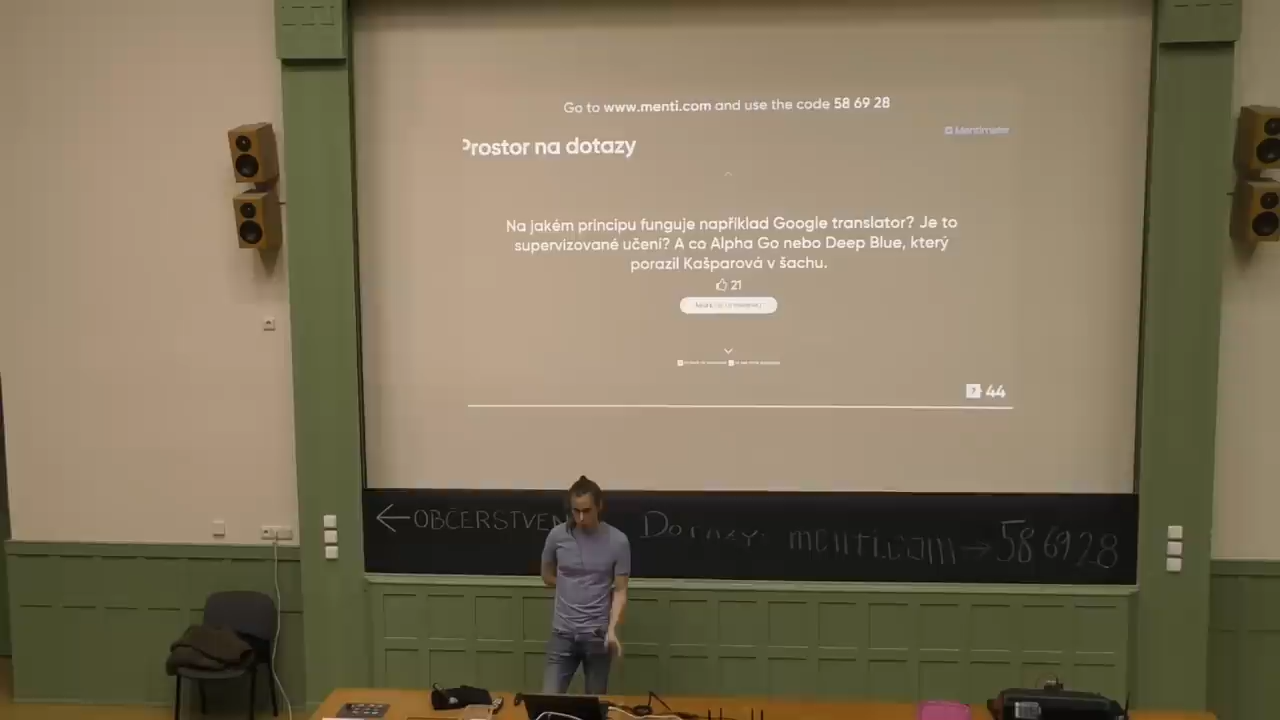 Go to www.menti.com and use the code 58 69 28
Mentimeter
Prostor na dotazy
Na jakém principu funguje například Google translator? Je to
supervizované učení? A co Alpha Go nebo Deep Blue, který
porazil Kašparová v šachu.
21
44
← OBČERSTVEN
Dotazy: menti.com → 58 69 28